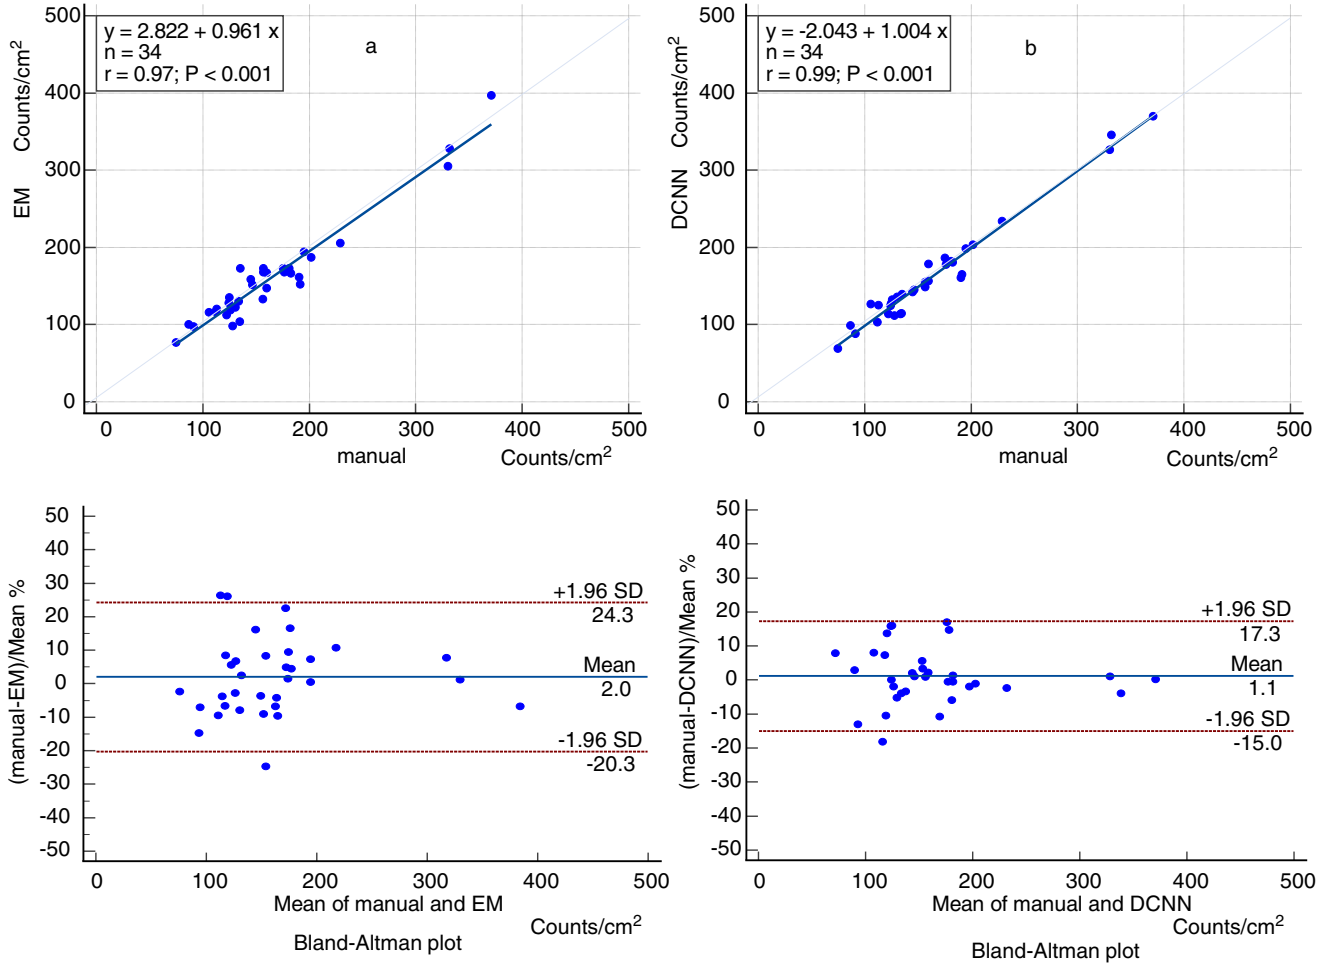 500
400
300
200
100
0
EM Counts/cm²
y = 2.822 + 0.961 x
n = 34
r = 0.97; P < 0.001
a
0 100 200 300 400 500
manual Counts/cm²
500
400
300
200
100
0
DCNN Counts/cm²
y = -2.043 + 1.004 x
n = 34
r = 0.99; P < 0.001
b
0 100 200 300 400 500
manual Counts/cm²
50
40
30
20
10
0
-10
-20
-30
-40
-50
(manual-EM)/Mean %
+1.96 SD
24.3
Mean
2.0
-1.96 SD
-20.3
0 100 200 300 400 500
Mean of manual and EM
Counts/cm²
Bland-Altman plot
50
40
30
20
10
0
-10
-20
-30
-40
-50
(manual-DCNN)/Mean %
+1.96 SD
17.3
Mean
1.1
-1.96 SD
-15.0
0 100 200 300 400 500
Mean of manual and DCNN
Counts/cm²
Bland-Altman plot